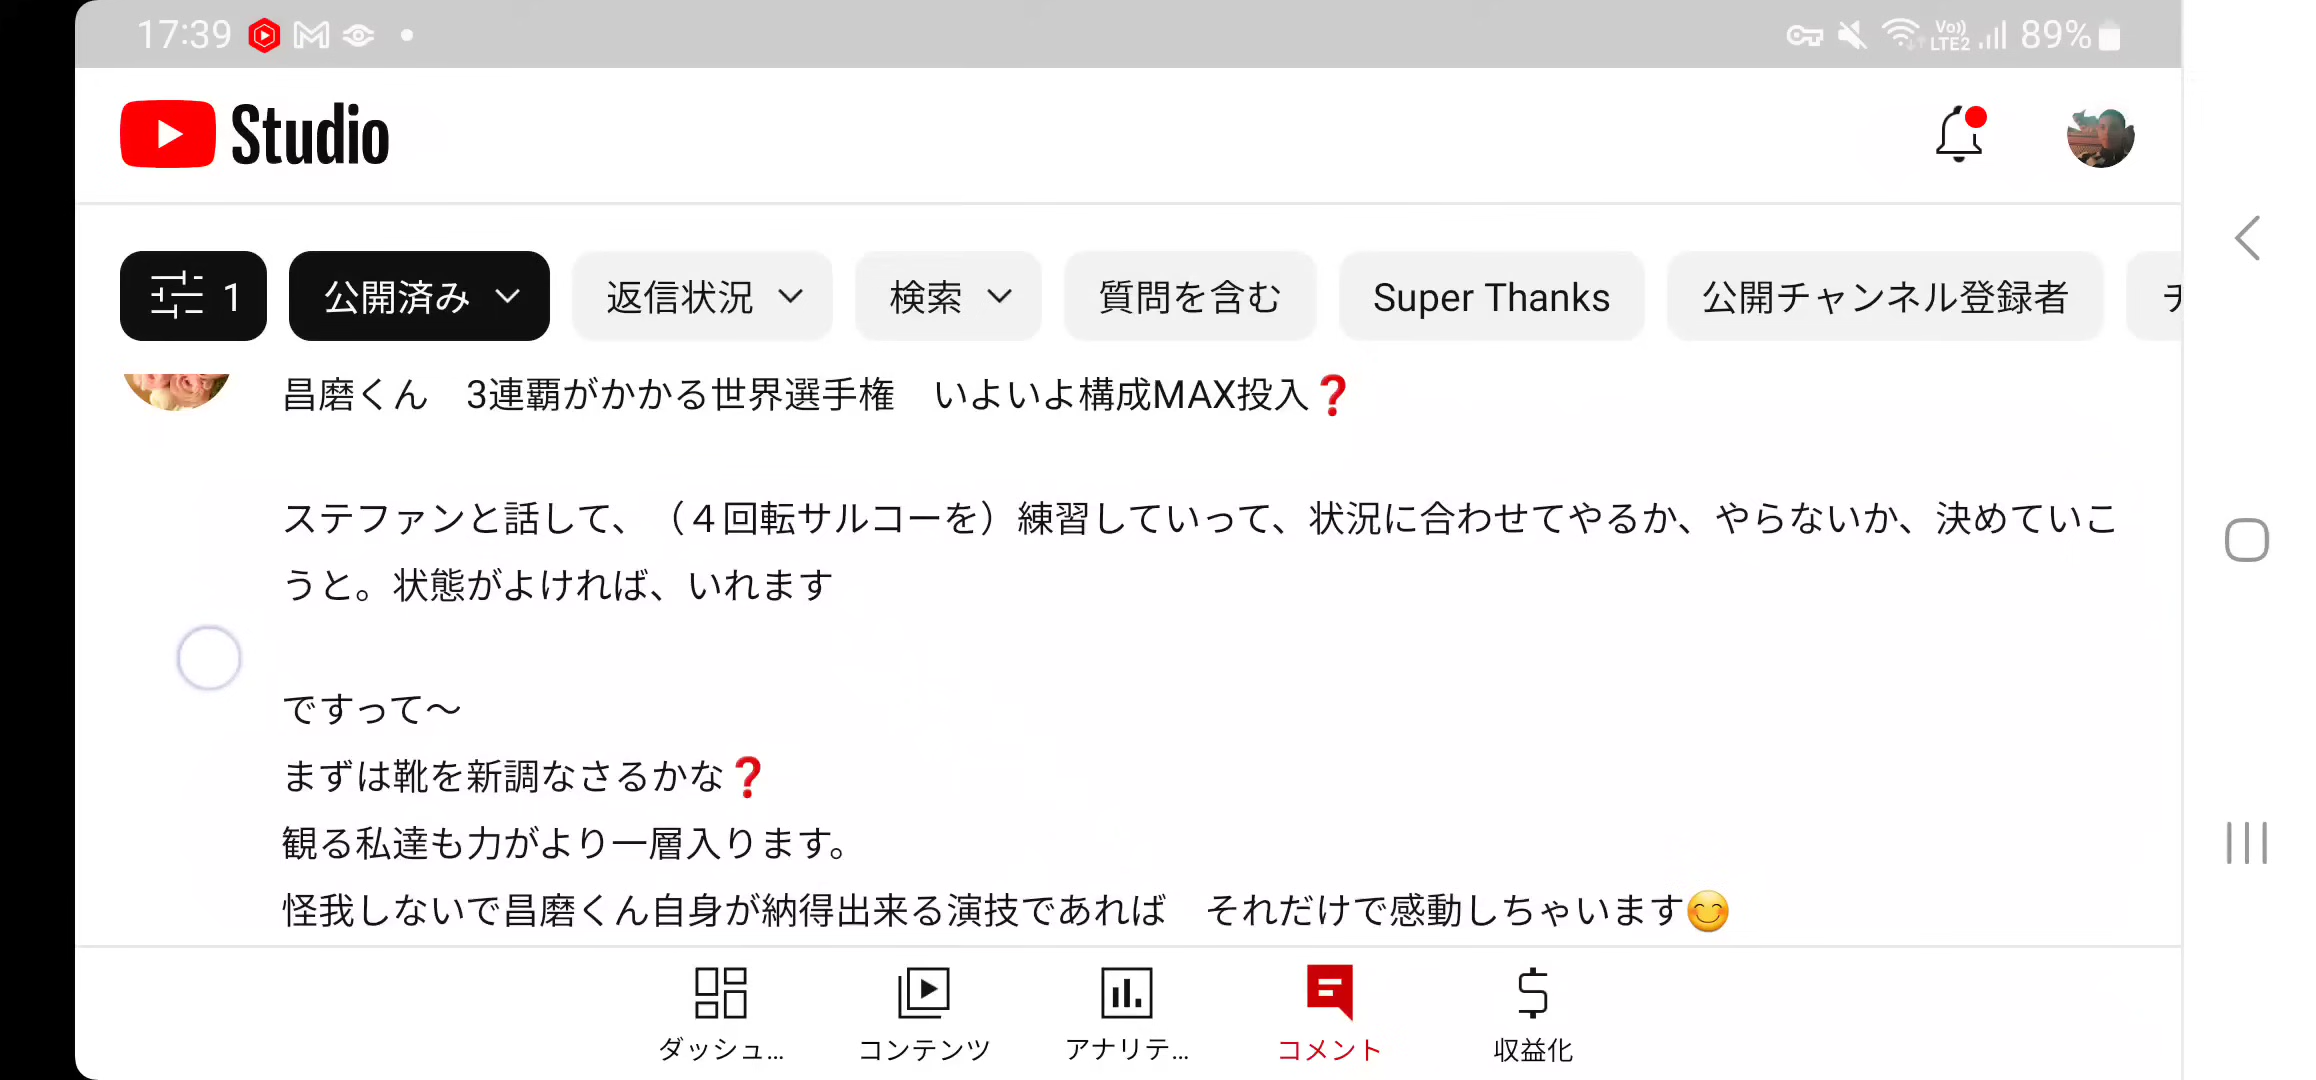 17:39
Vo)) LTE2 89%
Studio
1 公開済み 返信状況 検索 質問を含む Super Thanks 公開チャンネル登録者
昌磨くん　3連覇がかかる世界選手権　いよいよ構成MAX投入❓
ステファンと話して、（４回転サルコーを）練習していって、状況に合わせてやるか、やらないか、決めていこ
うと。状態がよければ、いれます
ですって〜
まずは靴を新調なさるかな❓
観る私達も力がより一層入ります。
怪我しないで昌磨くん自身が納得出来る演技であれば　それだけで感動しちゃいます😊
ダッシュ... コンテンツ アナリテ... コメント 収益化